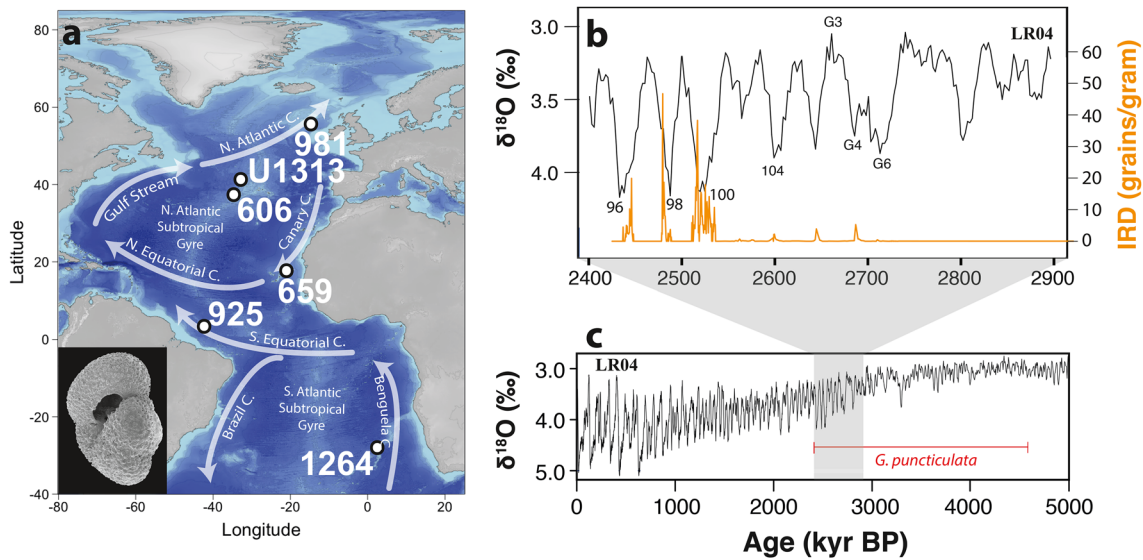 a
80
60
40
20
0
-20
-40
-80
-60
-40
-20
0
20
Latitude
Longitude
N. Atlantic C.
981
U1313
Gulf Stream
606
N. Atlantic
Subtropical
Gyre
Canary C.
N. Equatorial C.
659
925
S. Equatorial C.
S. Atlantic
Subtropical
Gyre
Brazil C.
Benguela C.
1264
b
LR04
3.0
3.5
4.0
δ18O (‰)
G3
G4
G6
104
96
98
100
60
50
40
30
20
10
0
IRD (grains/gram)
2400
2500
2600
2700
2800
2900
c
LR04
3.0
4.0
5.0
δ18O (‰)
G. puncticulata
0
1000
2000
3000
4000
5000
Age (kyr BP)